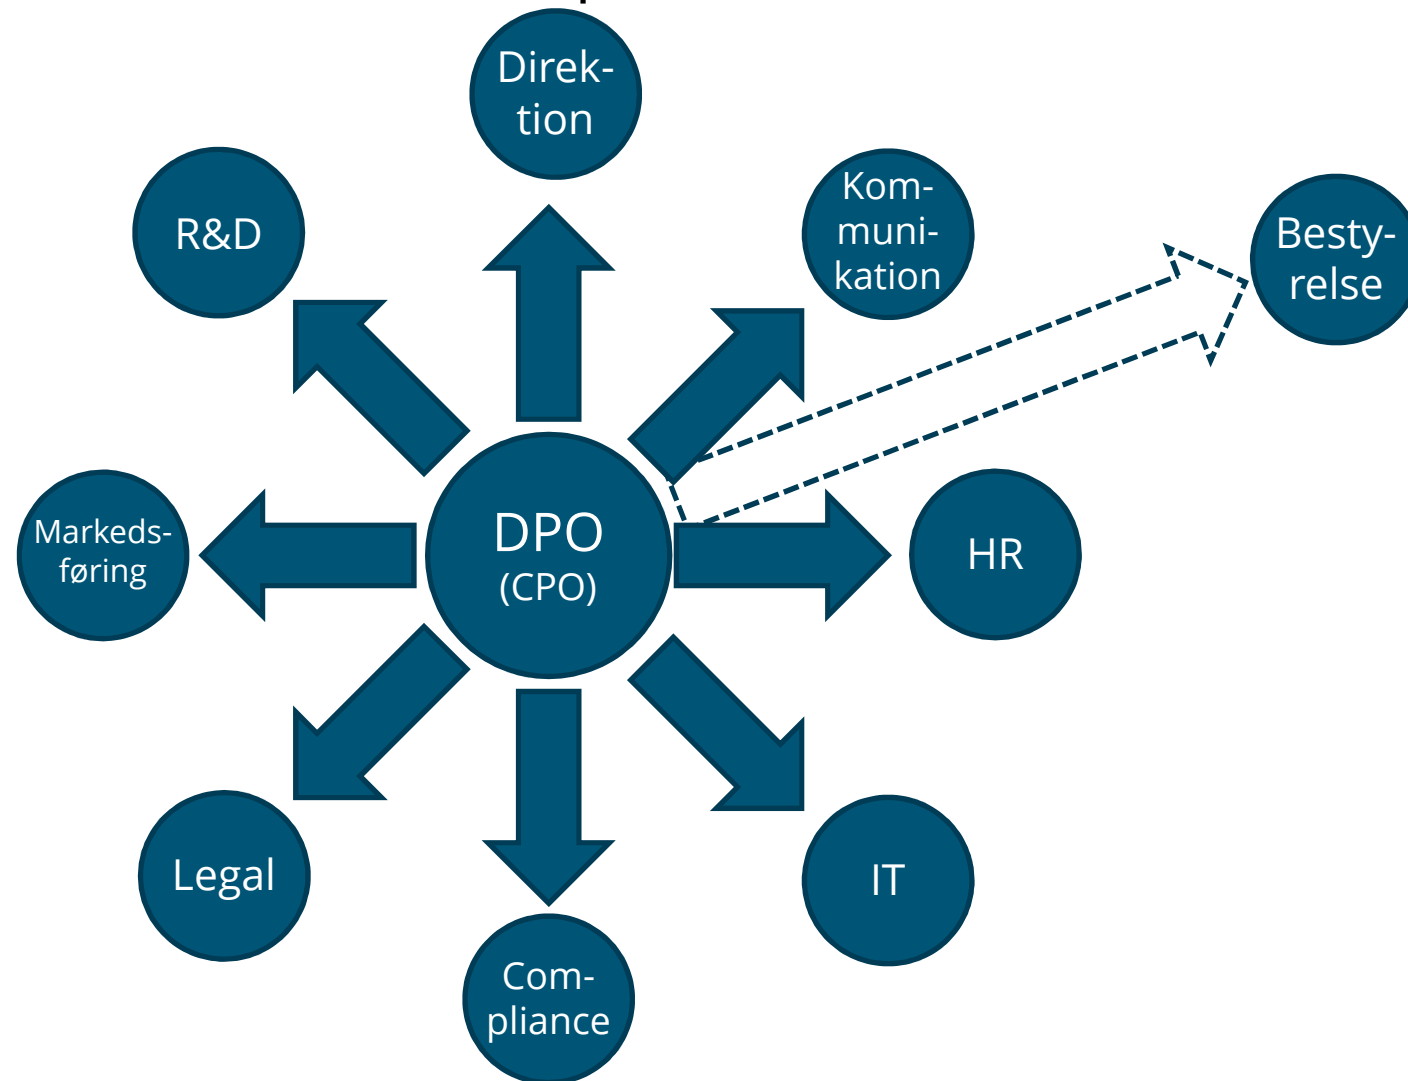 Direk-
tion
R&D
Kom-
muni-
kation
Besty-
relse
Markeds-
føring
DPO
(CPO)
HR
Legal
IT
Com-
pliance